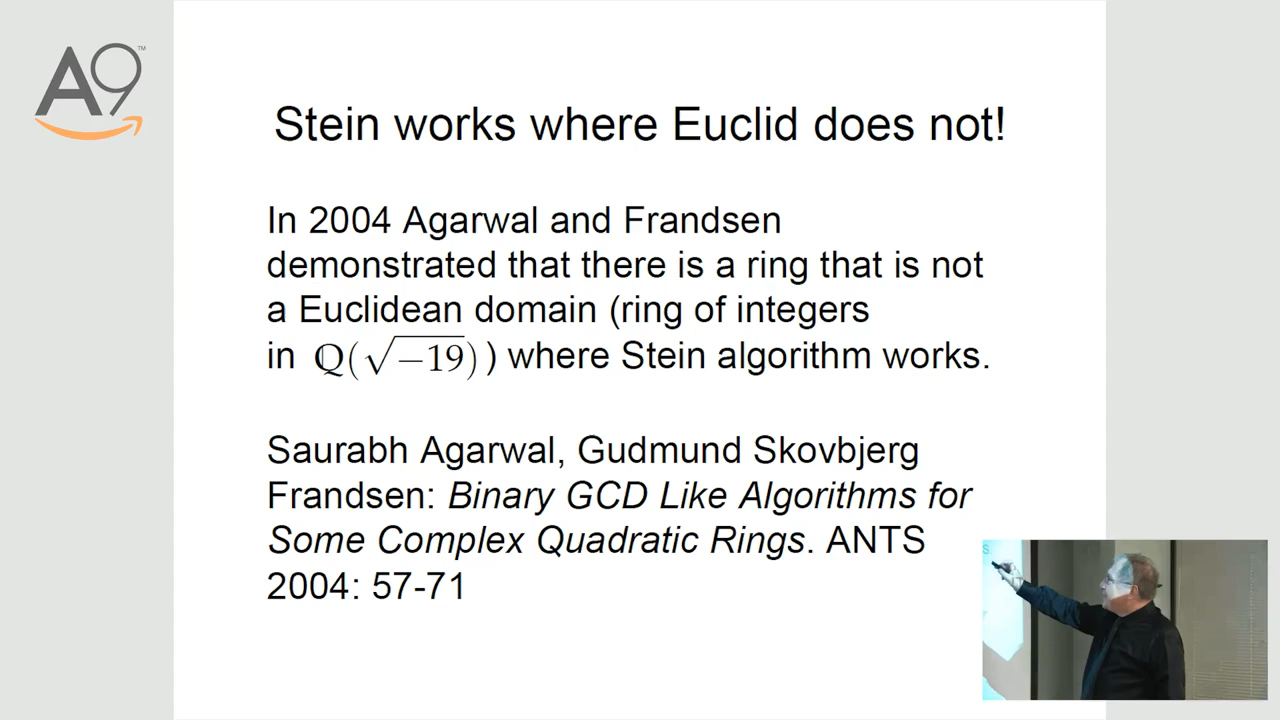 A9™
Stein works where Euclid does not!
In 2004 Agarwal and Frandsen
demonstrated that there is a ring that is not
a Euclidean domain (ring of integers
in ℚ(√−19)) where Stein algorithm works.
Saurabh Agarwal, Gudmund Skovbjerg
Frandsen: Binary GCD Like Algorithms for
Some Complex Quadratic Rings. ANTS
2004: 57-71